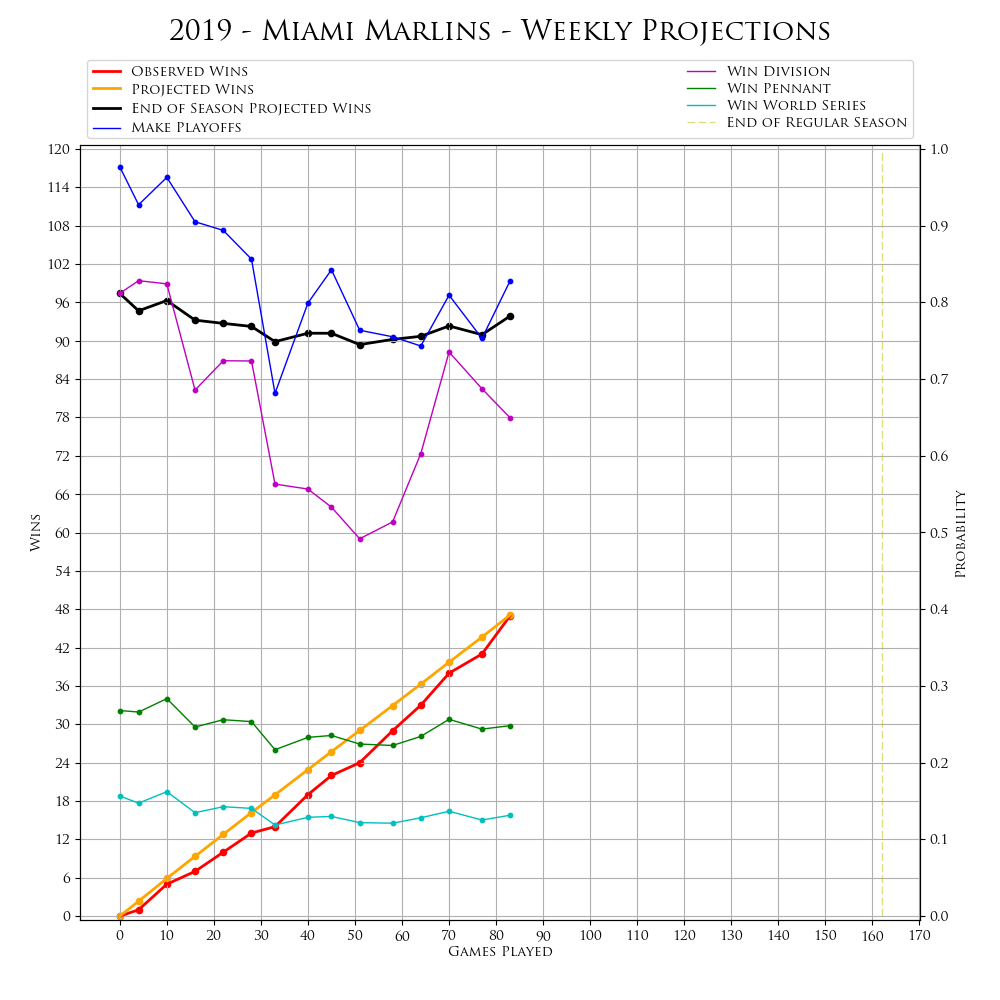 2019 - Miami Marlins - Weekly Projections
Observed Wins
Projected Wins
End of Season Projected Wins
Make Playoffs
Win Division
Win Pennant
Win World Series
End of Regular Season
120
114
108
102
96
90
84
78
72
66
60
54
48
42
36
30
24
18
12
6
0
Wins
1.0
0.9
0.8
0.7
0.6
0.5
0.4
0.3
0.2
0.1
0.0
Probability
0 10 20 30 40 50 60 70 80 90 100 110 120 130 140 150 160 170
Games Played